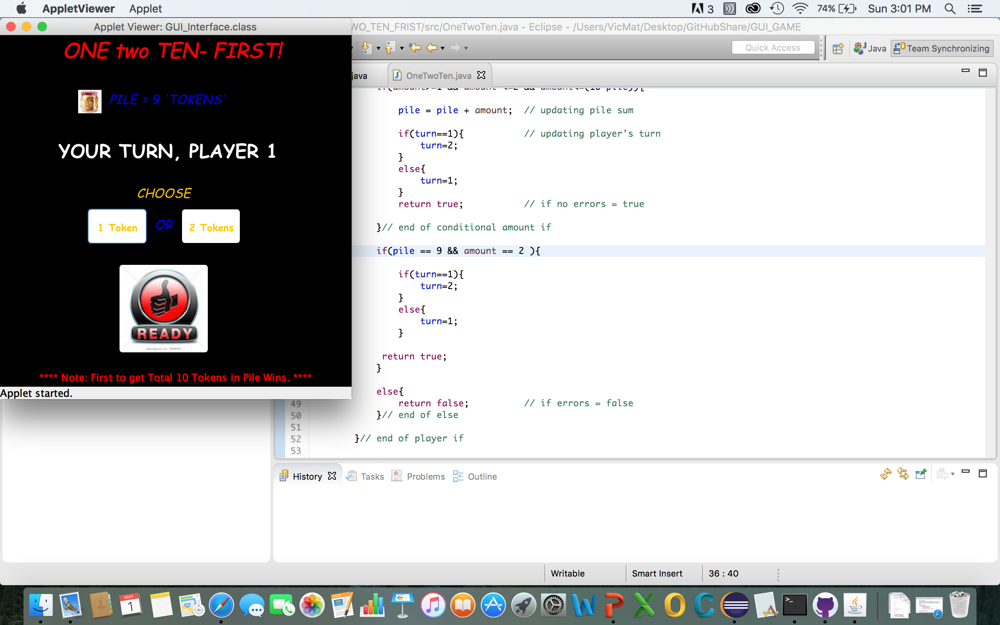 AppletViewer Applet 3 74% Sun 3:01 PM
Applet Viewer: GUI_Interface.class
WO_TEN_FRIST/src/OneTwoTen.java - Eclipse - /Users/VicMat/Desktop/GitHubShare/GUI_GAME
Quick Access Java Team Synchronizing
java OneTwoTen.java
ONE two TEN- FIRST!
PILE = 9 'TOKENS'
YOUR TURN, PLAYER 1
CHOOSE
1 Token OR 2 Tokens
READY
**** Note: First to get Total 10 Tokens in Pile Wins. ****
Applet started.
pile = pile + amount; // updating pile sum
if(turn==1){ // updating player's turn
turn=2;
}
else{
turn=1;
}
return true; // if no errors = true
}// end of conditional amount if
if(pile == 9 && amount == 2 ){
if(turn==1){
turn=2;
}
else{
turn=1;
}
return true;
}
else{
49 return false; // if errors = false
50 }// end of else
51
52 }// end of player if
53
History Tasks Problems Outline
Writable Smart Insert 36 : 40
MAY
1
3D
PAGES
>_
HTML